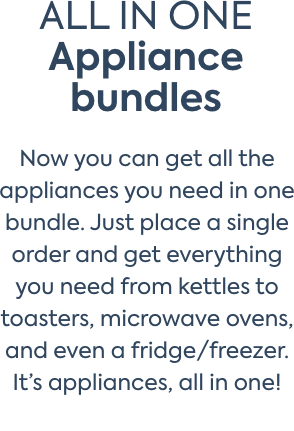 ALL IN ONE
Appliance
bundles
Now you can get all the
appliances you need in one
bundle. Just place a single
order and get everything
you need from kettles to
toasters, microwave ovens,
and even a fridge/freezer.
It’s appliances, all in one!